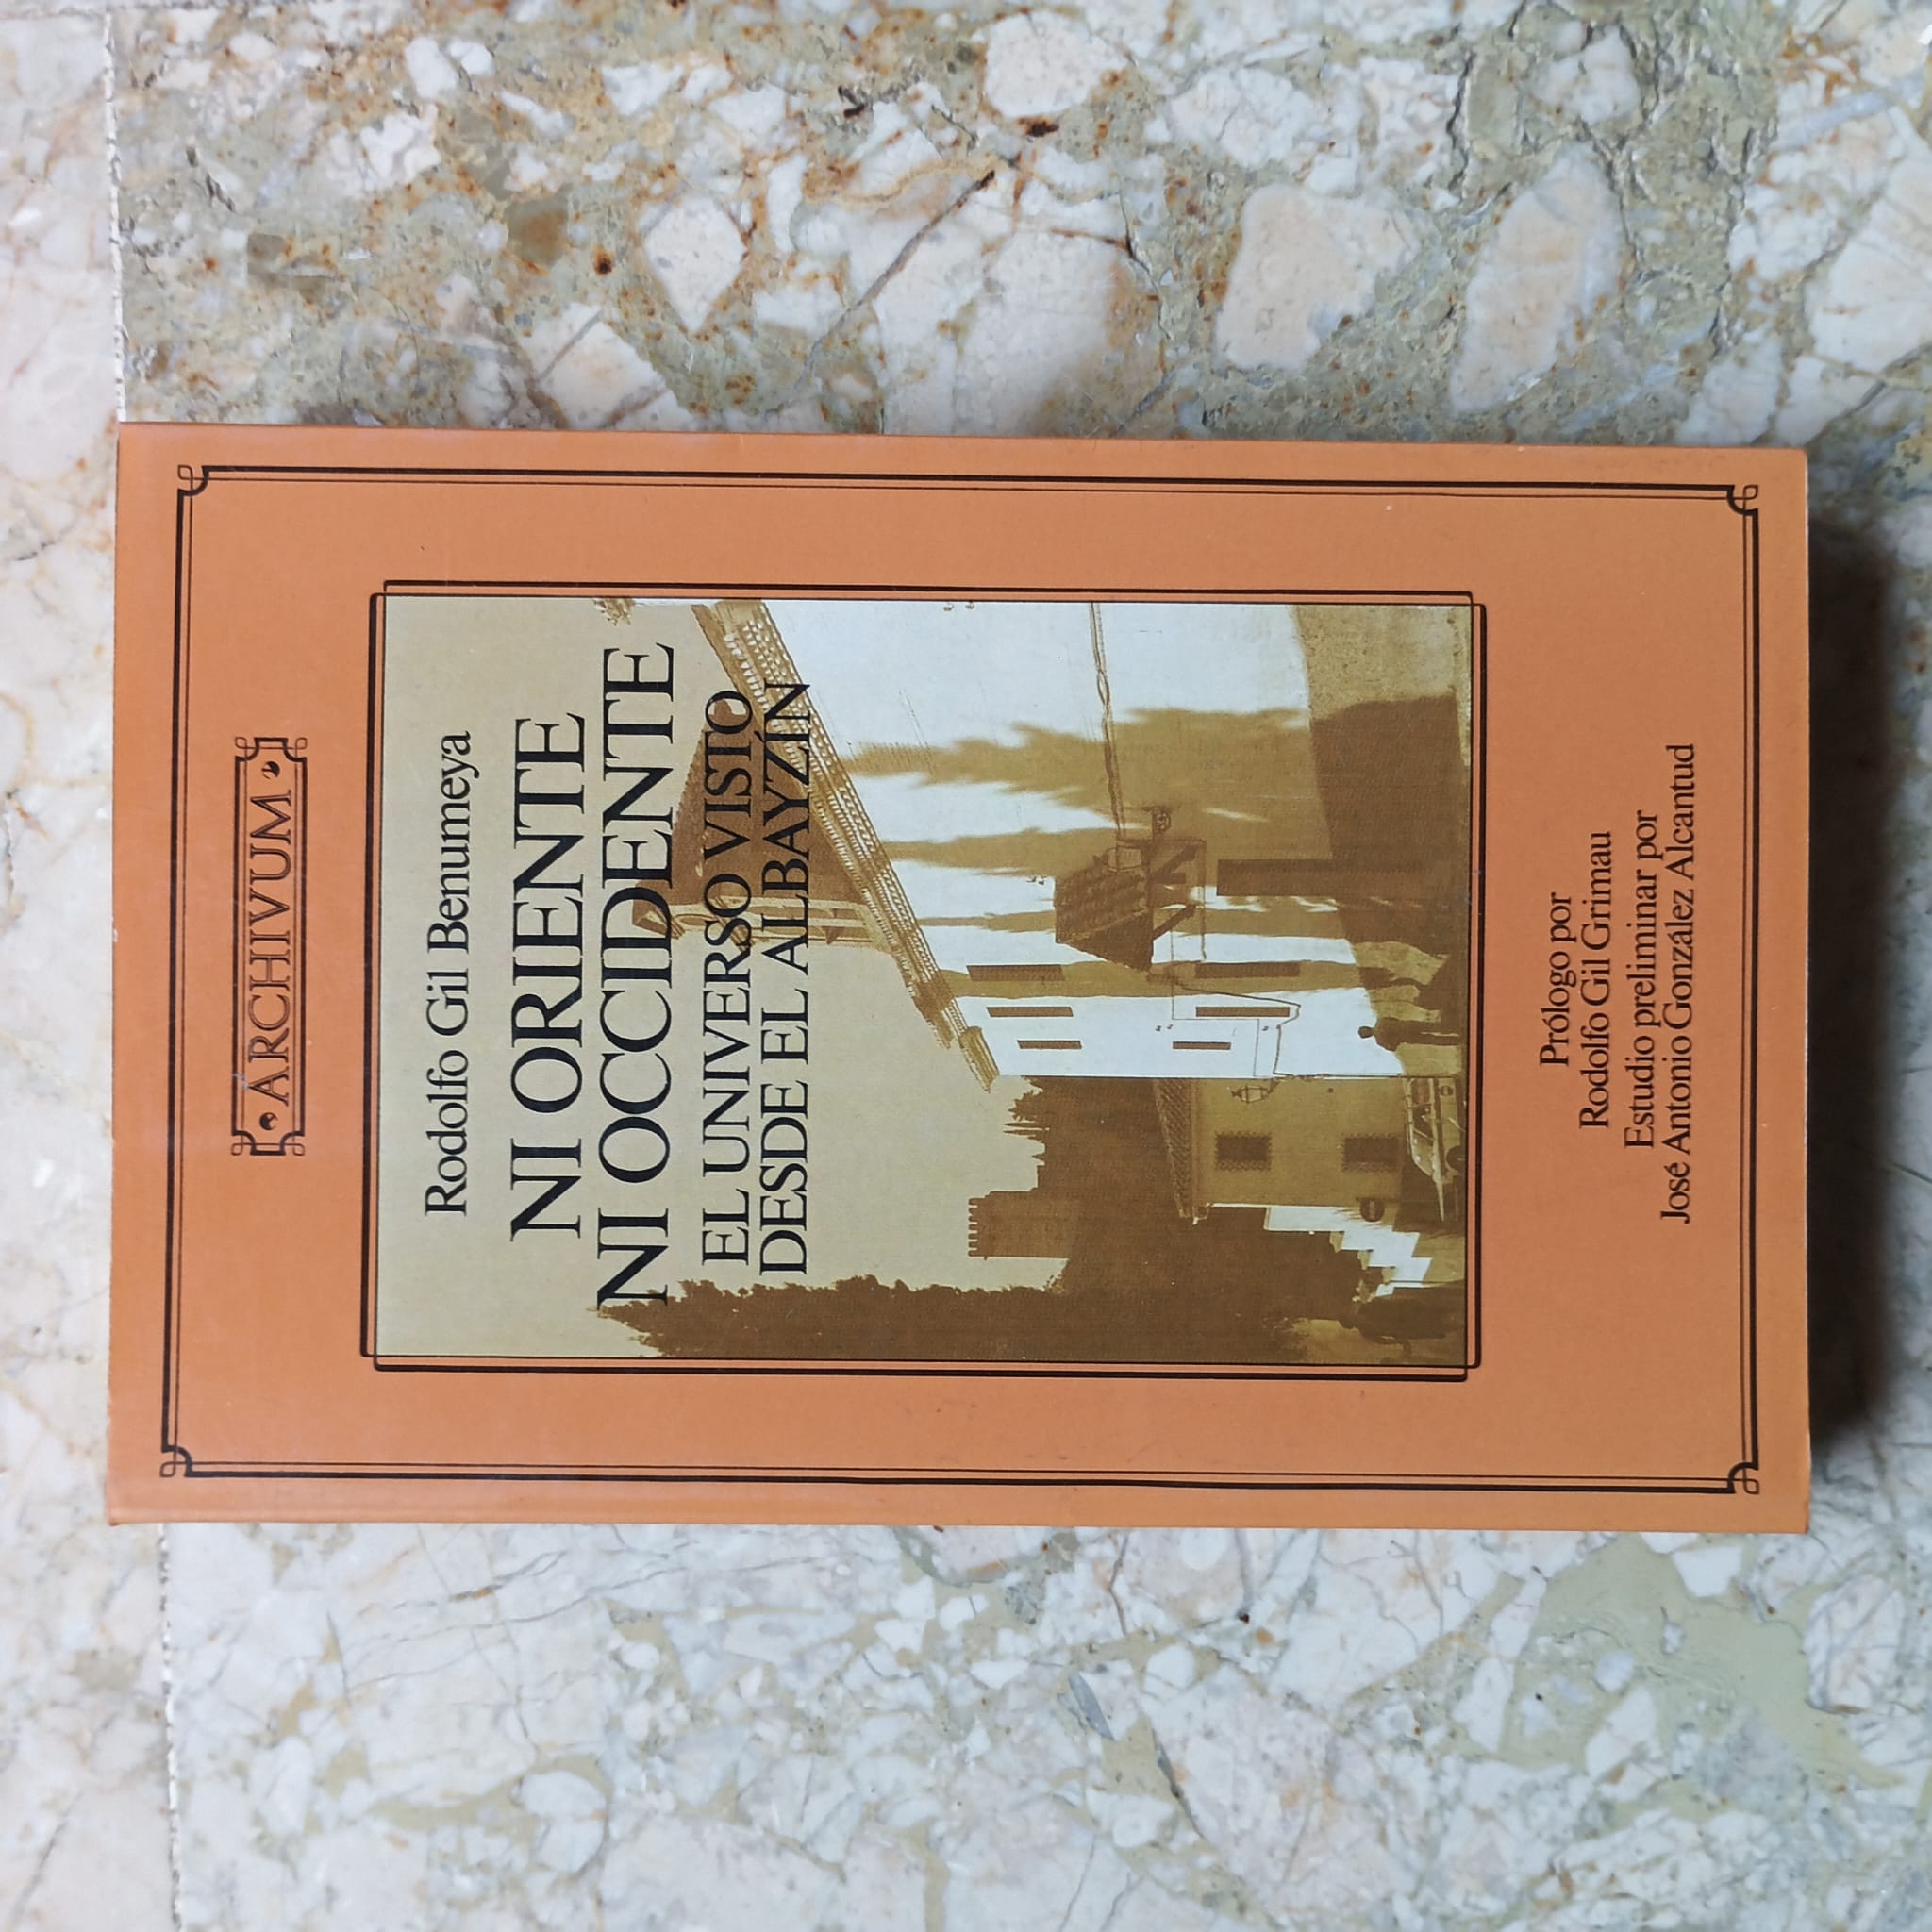 ARCHIVUM
Rodolfo Gil Benumeya
NI ORIENTE
NI OCCIDENTE
EL UNIVERSO VISTO
DESDE EL ALBAYZÍN
Prólogo por
Rodolfo Gil Grimau
Estudio preliminar por
José Antonio González Alcantud